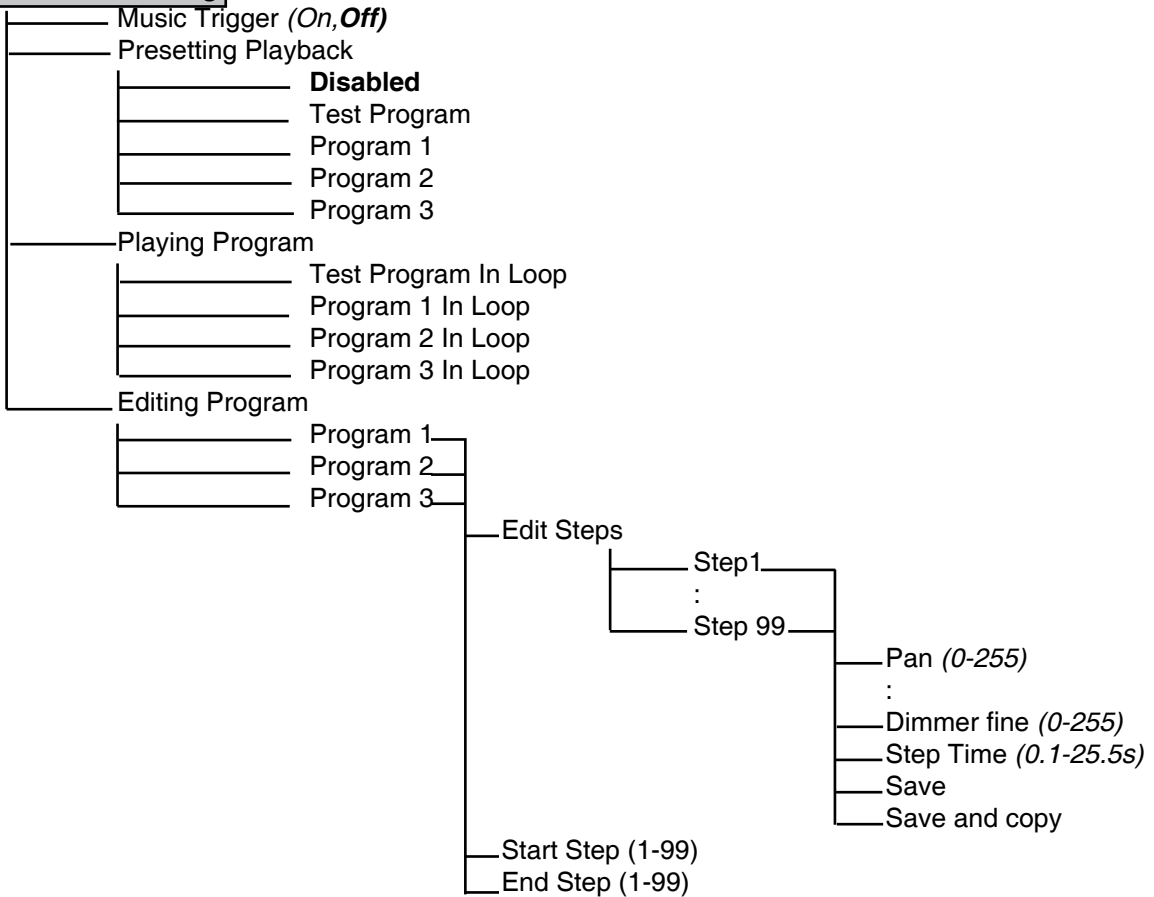 Music Trigger (On,Off)
Presetting Playback
Disabled
Test Program
Program 1
Program 2
Program 3
Playing Program
Test Program In Loop
Program 1 In Loop
Program 2 In Loop
Program 3 In Loop
Editing Program
Program 1
Program 2
Program 3
Edit Steps
Step1
:
Step 99
Pan (0-255)
:
Dimmer fine (0-255)
Step Time (0.1-25.5s)
Save
Save and copy
Start Step (1-99)
End Step (1-99)